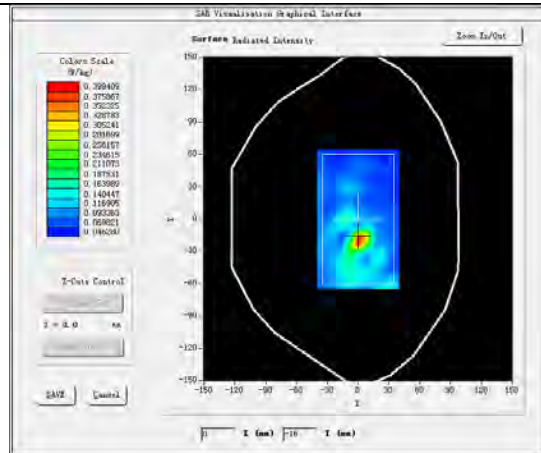 SAR Visualisation Graphical Interface
Surface Radiated Intensity
Zoom In/Out
Colors Scale
(W/kg)
0.399409
0.375867
0.352325
0.328783
0.305241
0.281699
0.258157
0.234615
0.211073
0.187531
0.163989
0.140447
0.116905
0.093363
0.069821
0.046280
150
120
90
60
30
0
-30
-60
-90
-120
-150
Y
-150 -120 -90 -60 -30 0 30 60 90 120 150
X
Z-Cuts Control
Z = 0.0 mm
SAVE
Cancel
0 X (mm) -16 Y (mm)